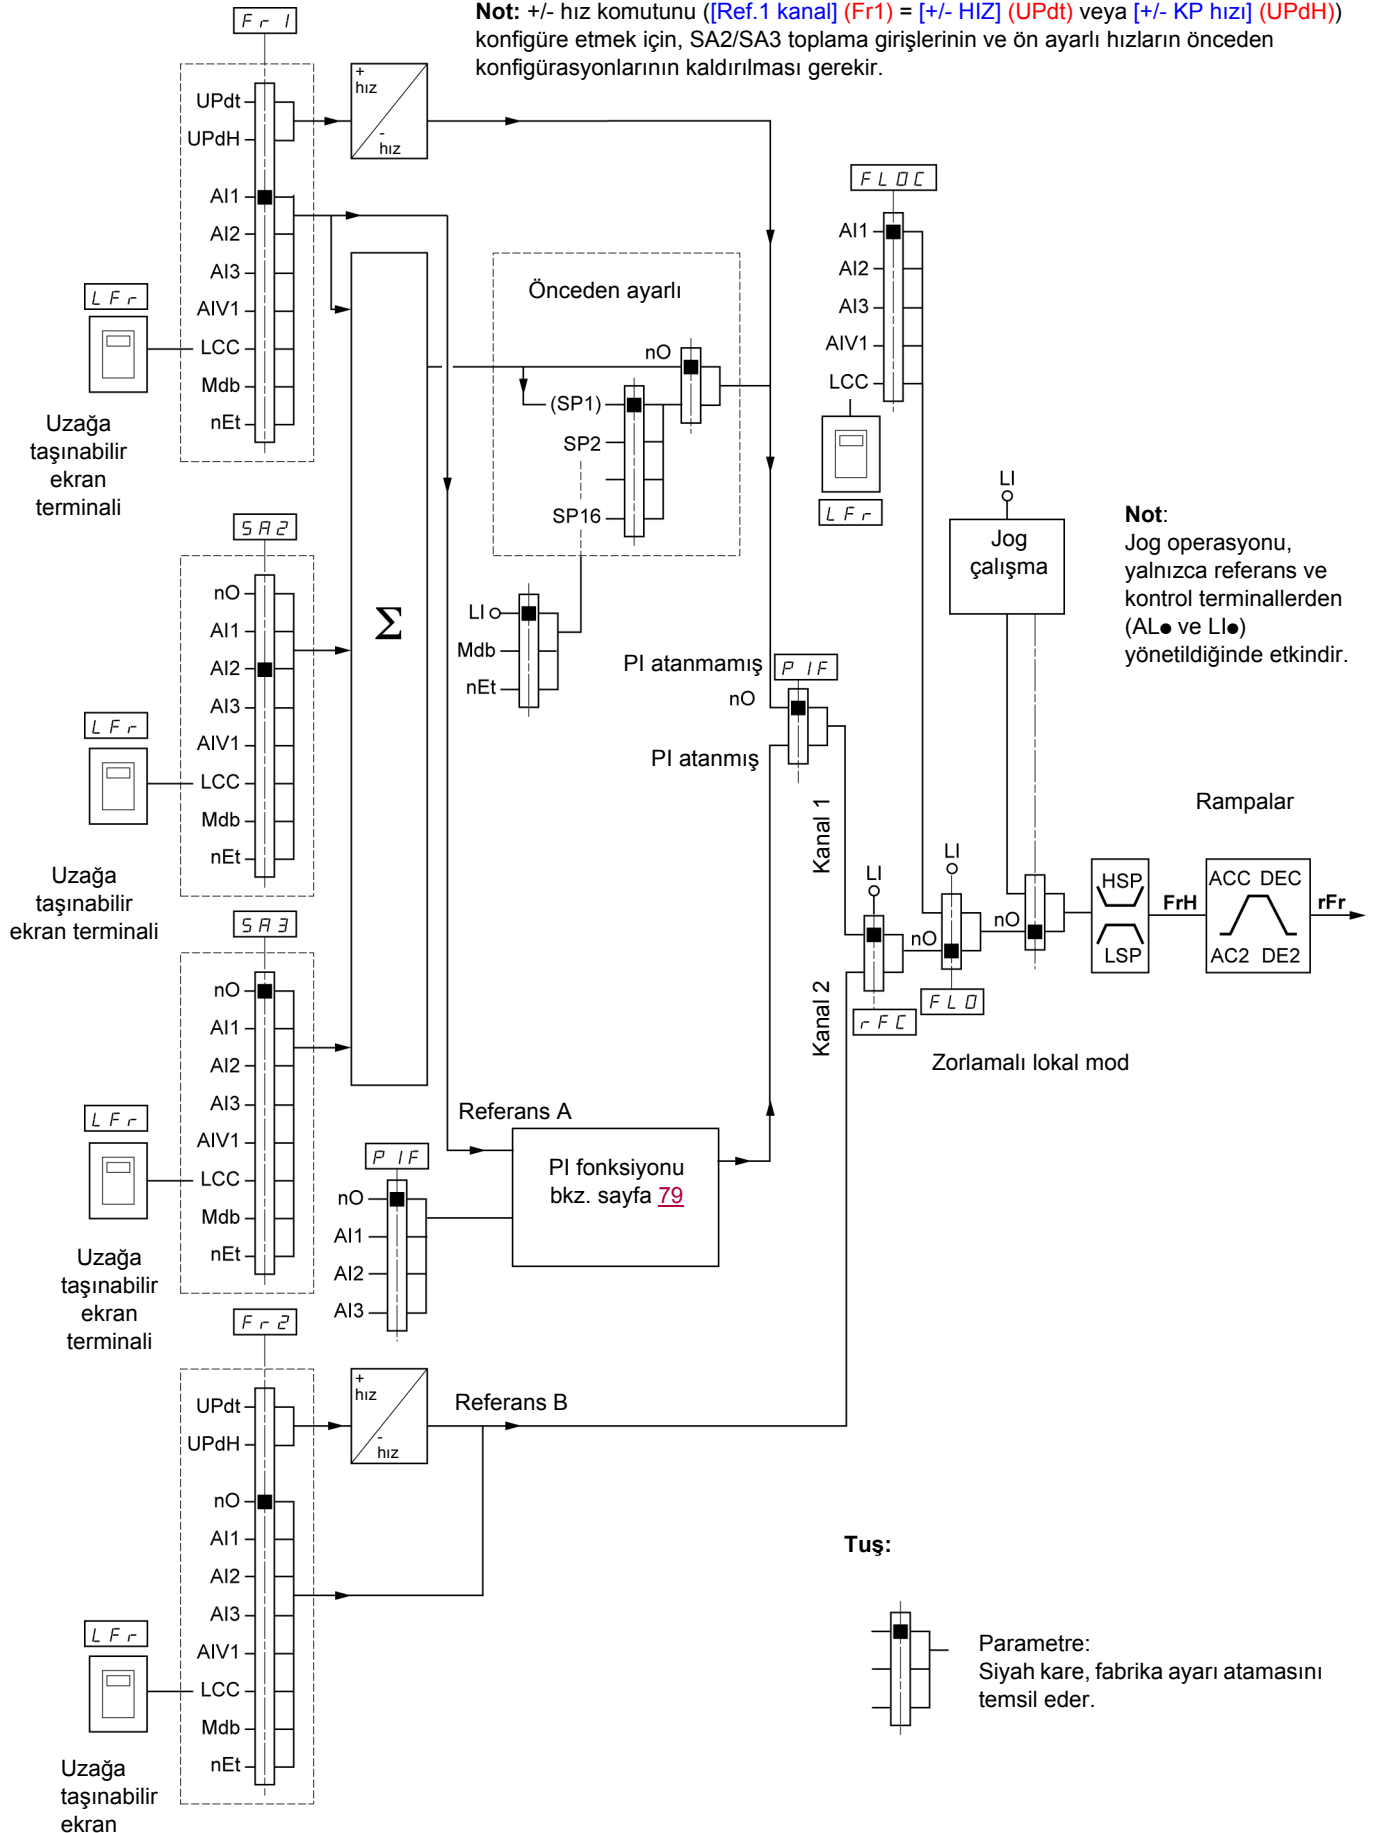 Not: +/- hız komutunu ([Ref.1 kanal] (Fr1) = [+/- HIZ] (UPdt) veya [+/- KP hızı] (UPdH))
konfigüre etmek için, SA2/SA3 toplama girişlerinin ve ön ayarlı hızların önceden
konfigürasyonlarının kaldırılması gerekir.
Fr1
UPdt
UPdH
AI1
AI2
AI3
AIV1
LCC
Mdb
nEt
LFr
Uzağa
taşınabilir
ekran
terminali
+
hız
-
hız
Önceden ayarlı
nO
(SP1)
SP2
SP16
LI
Mdb
nEt
FLOC
AI1
AI2
AI3
AIV1
LCC
LFr
LI
Jog
çalışma
Not:
Jog operasyonu,
yalnızca referans ve
kontrol terminallerden
(AL● ve LI●)
yönetildiğinde etkindir.
SA2
nO
AI1
AI2
AI3
AIV1
LCC
Mdb
nEt
LFr
Uzağa
taşınabilir
ekran terminali
Σ
PI atanmamış
PIF
nO
PI atanmış
Kanal 1
Kanal 2
LI
nO
rFC
LI
nO
FLO
Zorlamalı lokal mod
Rampalar
HSP
LSP
FrH
ACC DEC
AC2 DE2
rFr
SA3
nO
AI1
AI2
AI3
AIV1
LCC
Mdb
nEt
LFr
Uzağa
taşınabilir
ekran
terminali
Referans A
PIF
nO
AI1
AI2
AI3
PI fonksiyonu
bkz. sayfa 79
Fr2
UPdt
UPdH
nO
AI1
AI2
AI3
AIV1
LCC
Mdb
nEt
LFr
Uzağa
taşınabilir
ekran
+
hız
-
hız
Referans B
Tuş:
Parametre:
Siyah kare, fabrika ayarı atamasını
temsil eder.